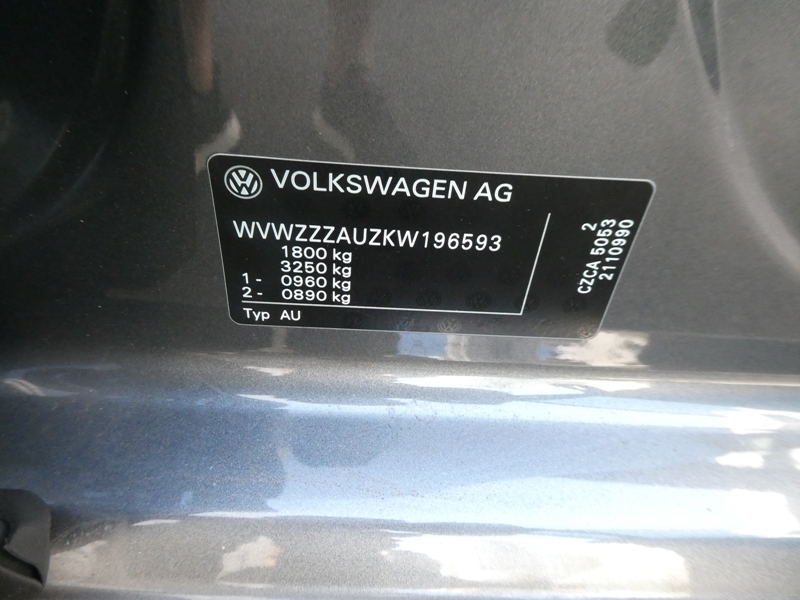 VOLKSWAGEN AG
WVWZZZAUZKW196593
1800 kg
3250 kg
1 - 0960 kg
2 - 0890 kg
Typ AU
2
CZCA 5053
2110990